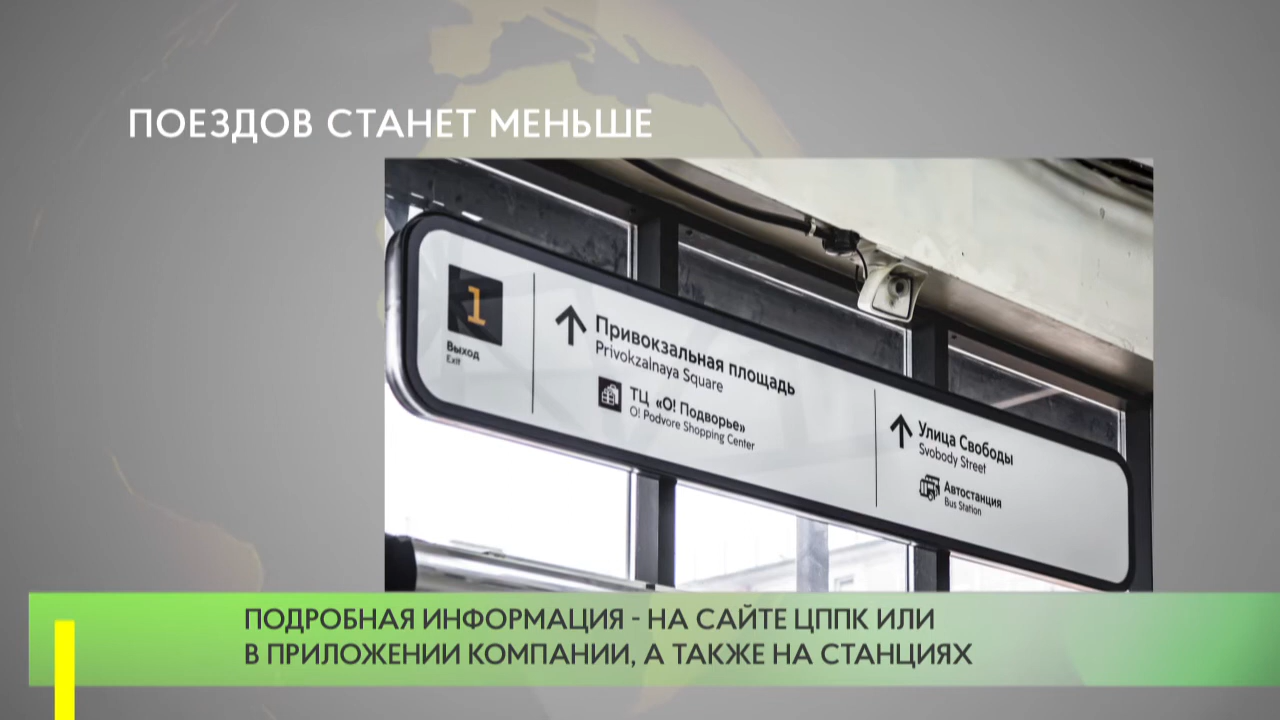 ПОЕЗДОВ СТАНЕТ МЕНЬШЕ
1
Выход
Exit
Привокзальная площадь
Privokzalnaya Square
ТЦ «О! Подворье»
O! Podvore Shopping Center
Улица Свободы
Svobody Street
Автостанция
Bus Station
ПОДРОБНАЯ ИНФОРМАЦИЯ - НА САЙТЕ ЦППК ИЛИ
В ПРИЛОЖЕНИИ КОМПАНИИ, А ТАКЖЕ НА СТАНЦИЯХ